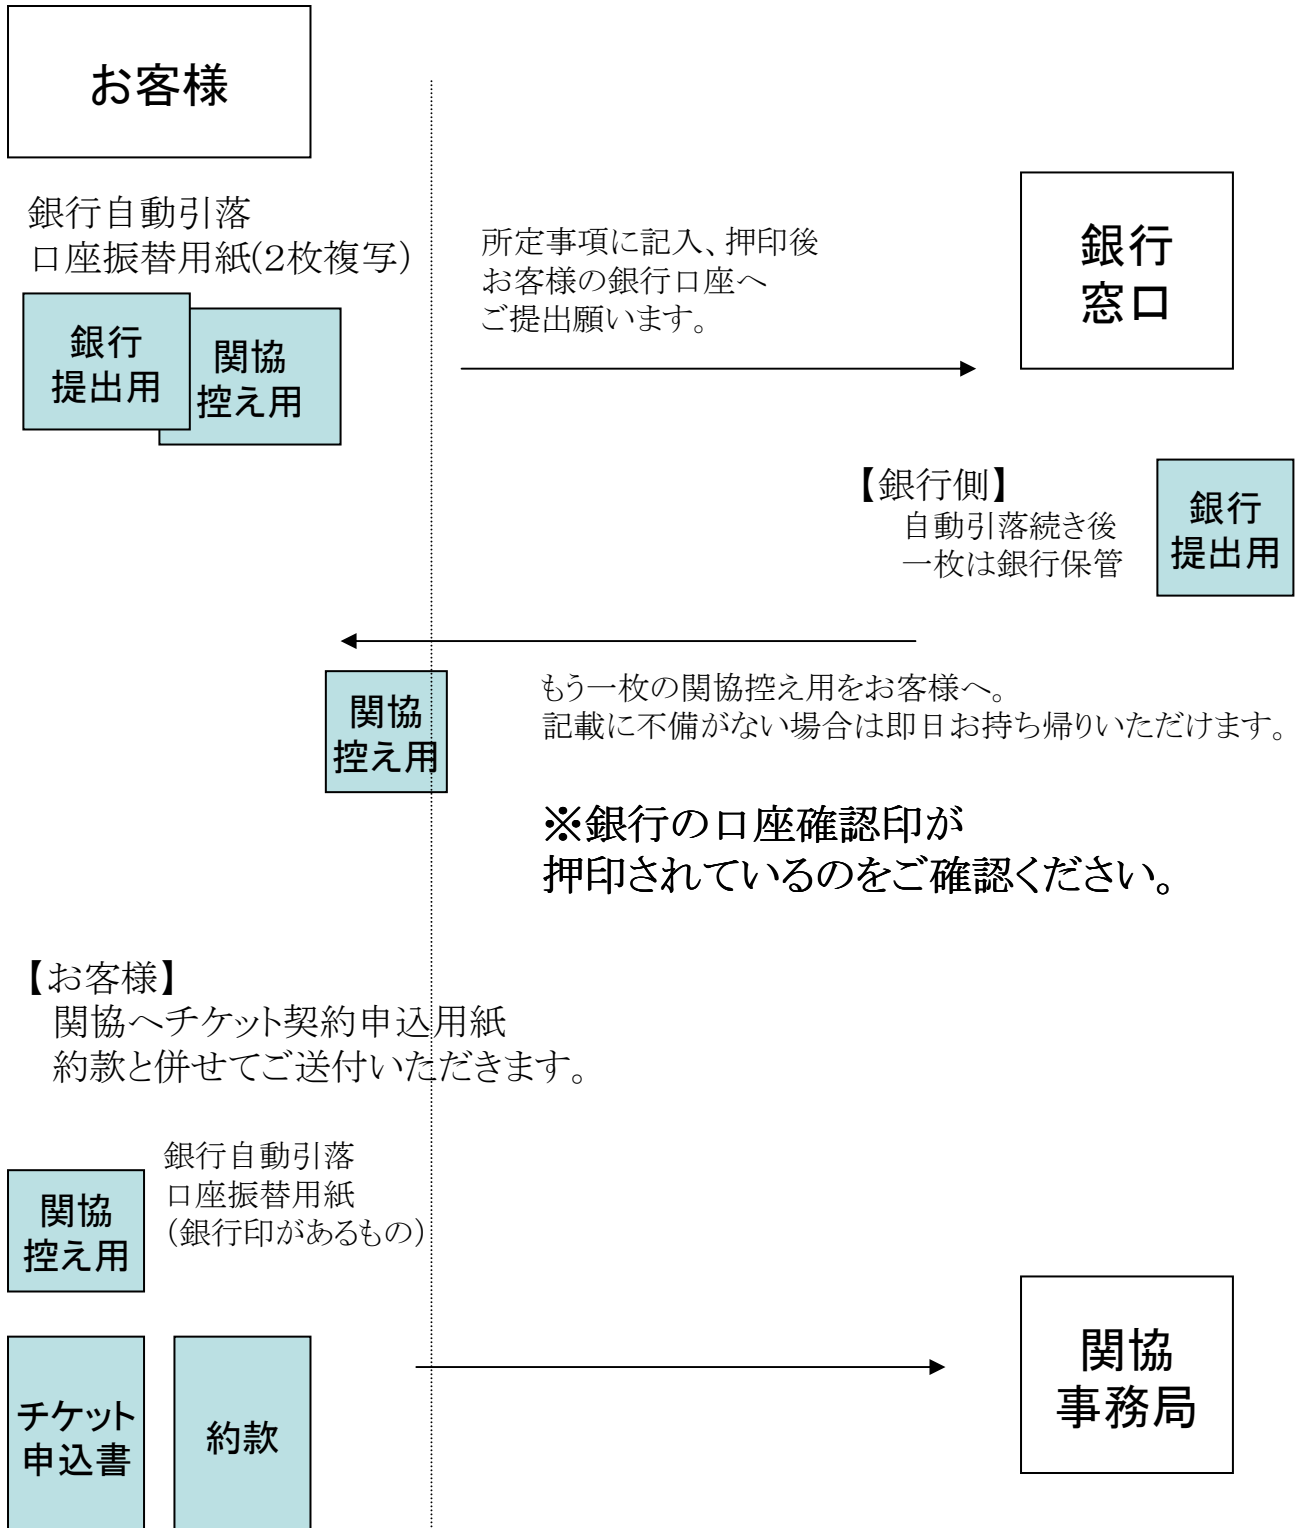 お客様
銀行自動引落
口座振替用紙(2枚複写)
銀行
提出用
関協
控え用
所定事項に記入、押印後
お客様の銀行口座へ
ご提出願います。
銀行
窓口
【銀行側】
自動引落続き後
一枚は銀行保管
銀行
提出用
関協
控え用
もう一枚の関協控え用をお客様へ。
記載に不備がない場合は即日お持ち帰りいただけます。
※銀行の口座確認印が
押印されているのをご確認ください。
【お客様】
関協へチケット契約申込用紙
約款と併せてご送付いただきます。
関協
控え用
銀行自動引落
口座振替用紙
(銀行印があるもの)
チケット
申込書
約款
関協
事務局